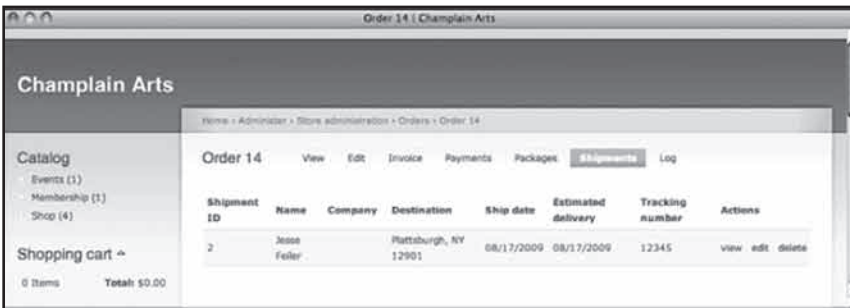 Order 14 | Champlain Arts
Champlain Arts
Home › Administer › Store administration › Orders › Order 14
Catalog
Events (1)
Membership (1)
Shop (4)
Shopping cart
0 Items Total: $0.00
Order 14 View Edit Invoice Payments Packages Shipments Log
Shipment ID Name Company Destination Ship date Estimated delivery Tracking number Actions
2 Jesse Feiler Plattsburgh, NY 12901 08/17/2009 08/17/2009 12345 view edit delete